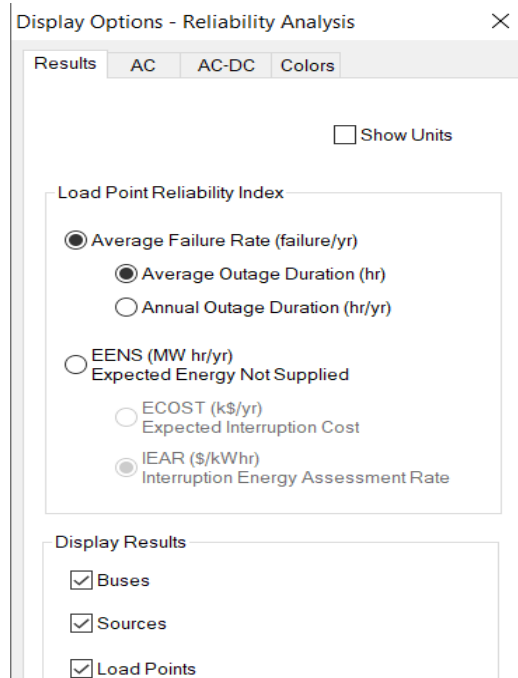 Display Options - Reliability Analysis
Results AC AC-DC Colors
Show Units
Load Point Reliability Index
Average Failure Rate (failure/yr)
Average Outage Duration (hr)
Annual Outage Duration (hr/yr)
EENS (MW hr/yr)
Expected Energy Not Supplied
ECOST (k$/yr)
Expected Interruption Cost
IEAR ($/kWhr)
Interruption Energy Assessment Rate
Display Results
Buses
Sources
Load Points